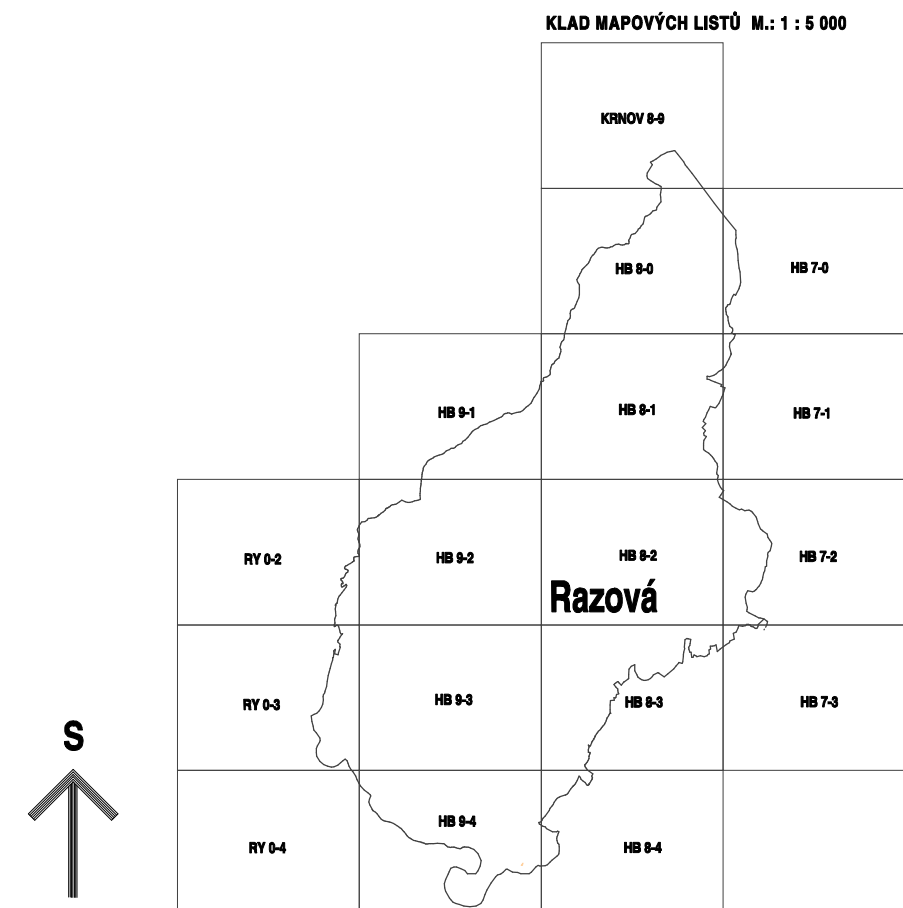 KLAD MAPOVÝCH LISTŮ M.: 1 : 5 000
KRNOV 8-9
HB 8-0
HB 7-0
HB 9-1
HB 8-1
HB 7-1
RY 0-2
HB 9-2
HB 8-2
HB 7-2
Razová
RY 0-3
HB 9-3
HB 8-3
HB 7-3
S
RY 0-4
HB 9-4
HB 8-4